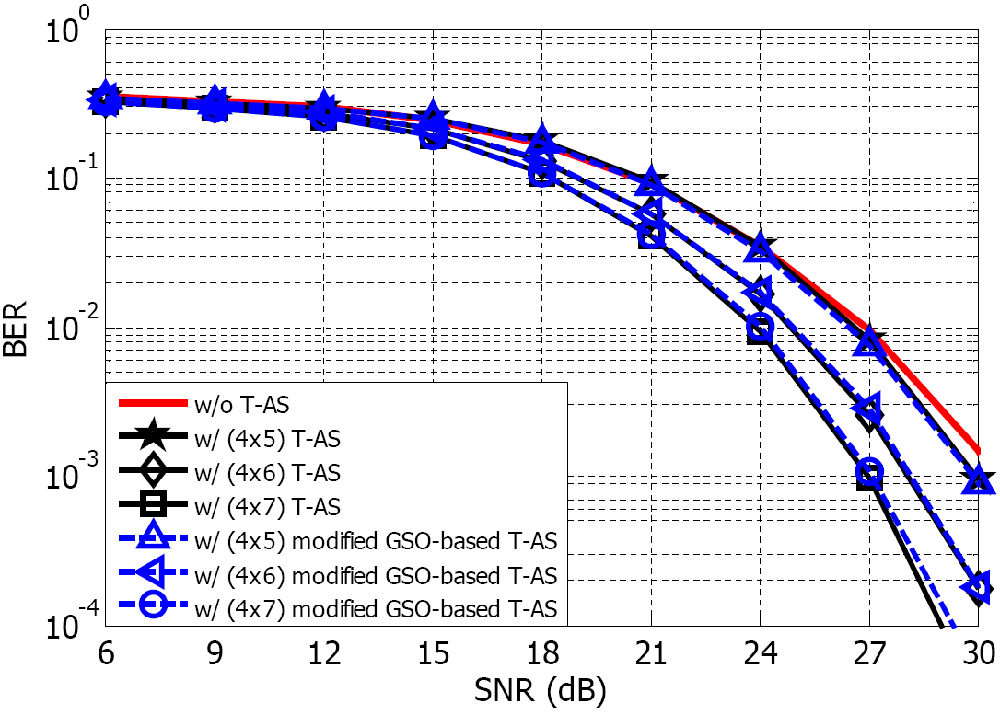 10^0
10^-1
10^-2
10^-3
10^-4
BER
w/o T-AS
w/ (4x5) T-AS
w/ (4x6) T-AS
w/ (4x7) T-AS
w/ (4x5) modified GSO-based T-AS
w/ (4x6) modified GSO-based T-AS
w/ (4x7) modified GSO-based T-AS
6 9 12 15 18 21 24 27 30
SNR (dB)